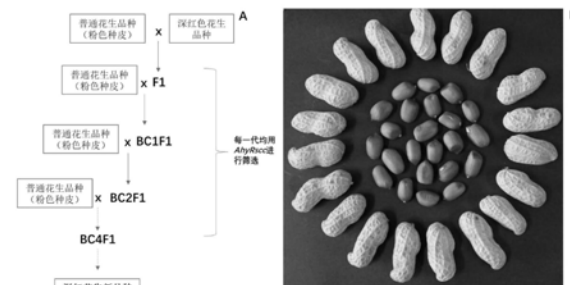 A
普通花生品种
（粉色种皮）
x
深红色花生
品种
普通花生品种
（粉色种皮）
x F1
普通花生品种
（粉色种皮）
x BC1F1
每一代均用
AhyRscc进
行筛选
普通花生品种
（粉色种皮）
x BC2F1
BC4F1